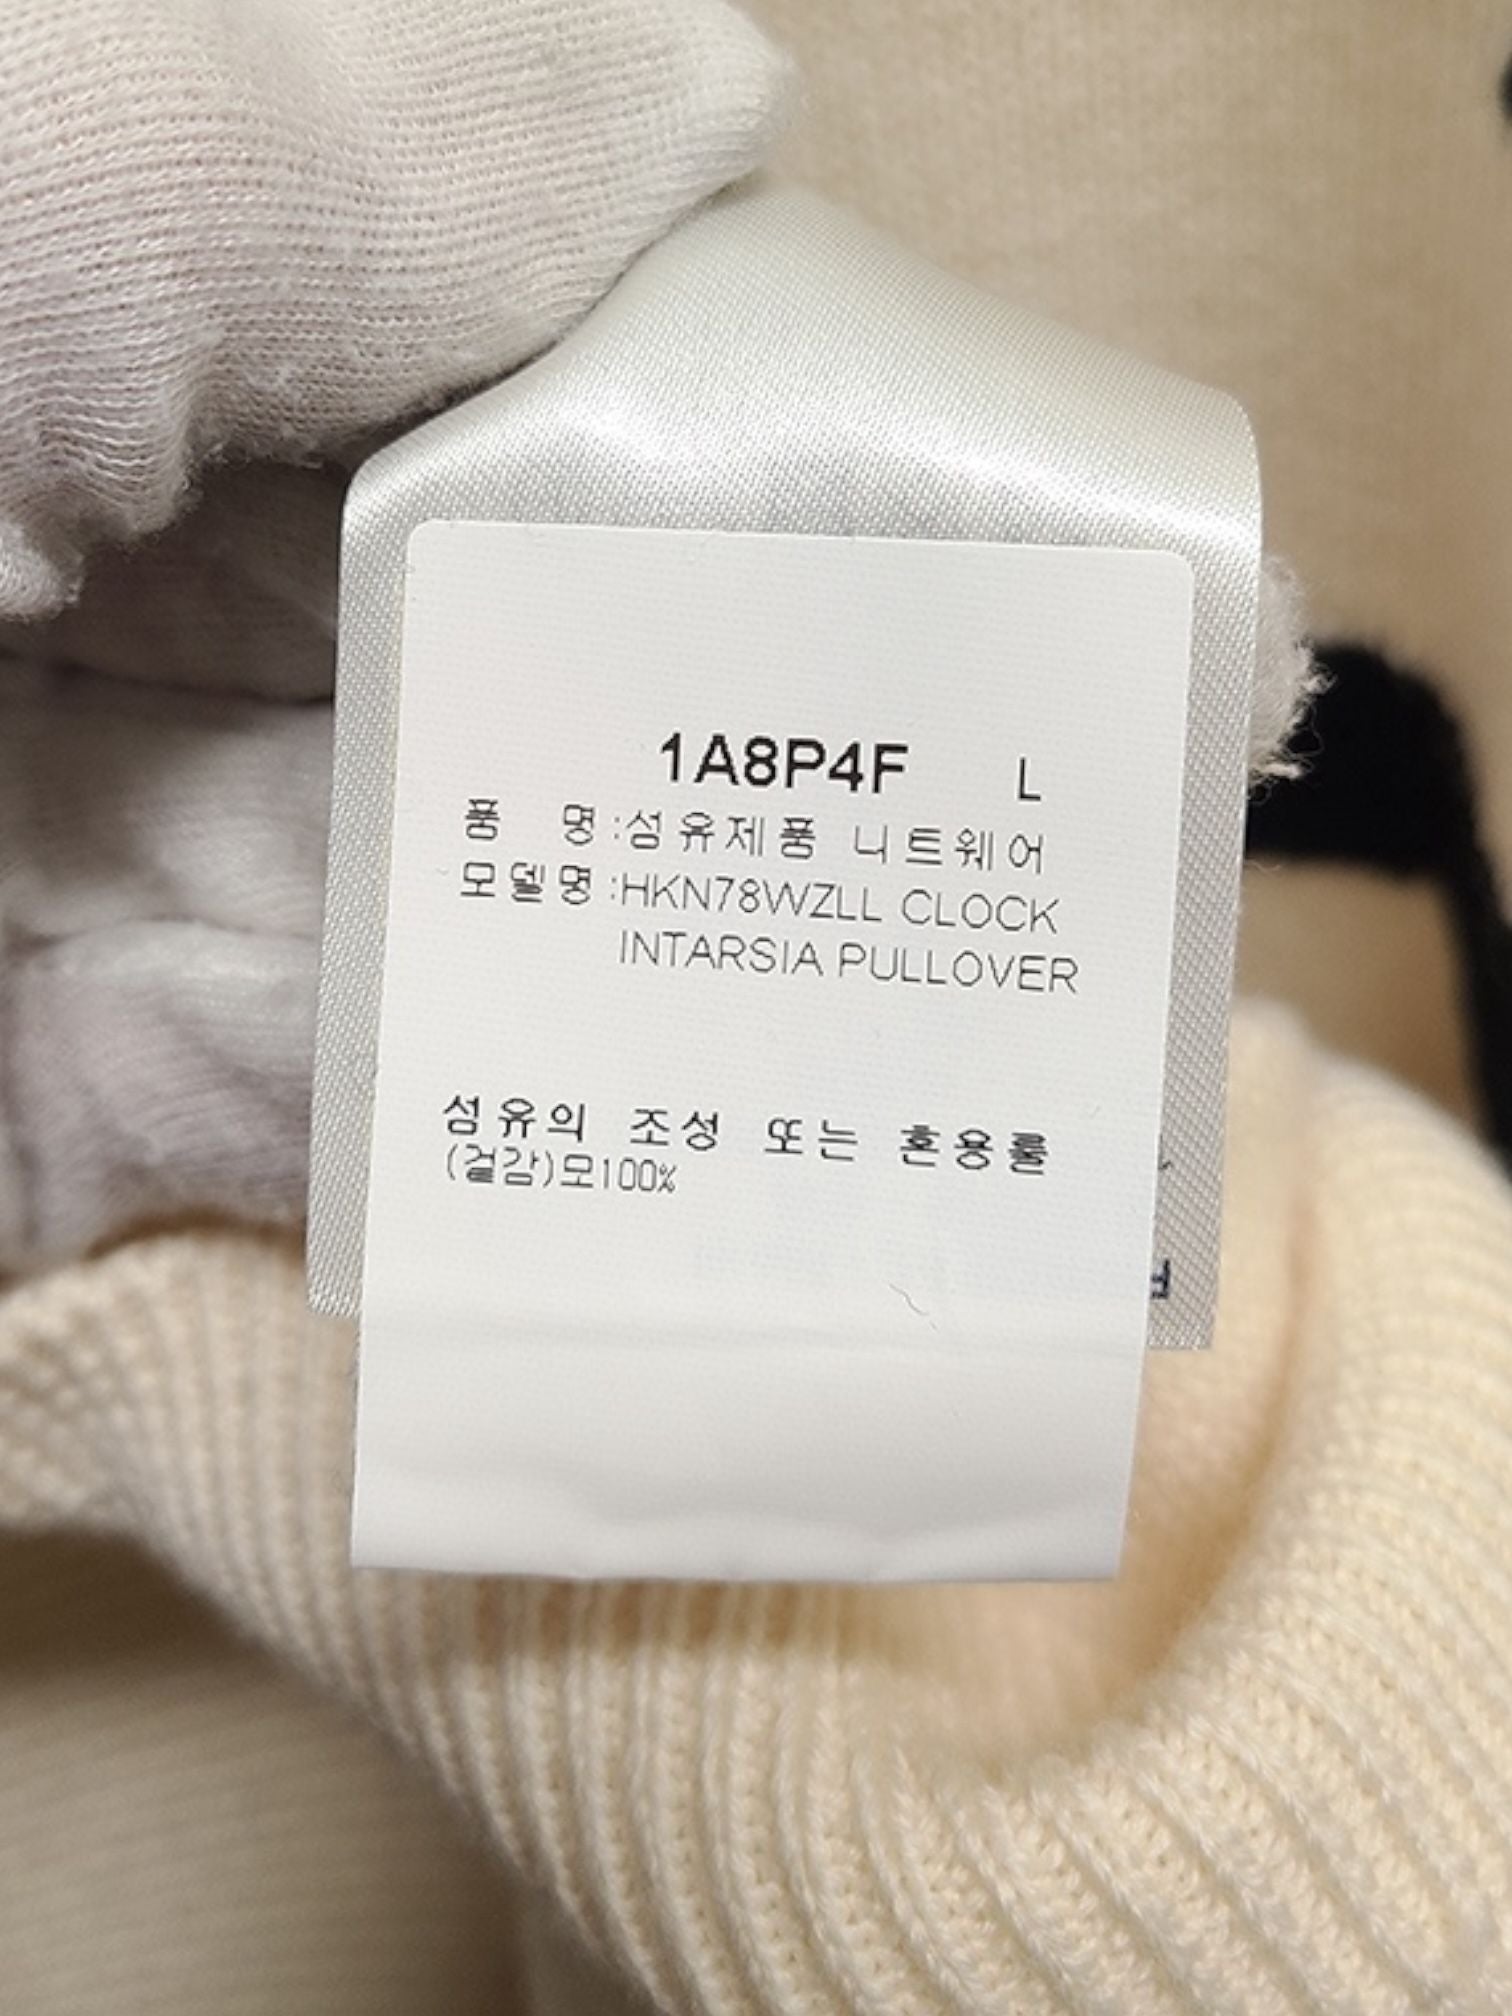 1A8P4F L
품 명:섬유제품 니트웨어
모델명:HKN78WZLL CLOCK
INTARSIA PULLOVER
섬유의 조성 또는 혼용률
(겉감)모100%